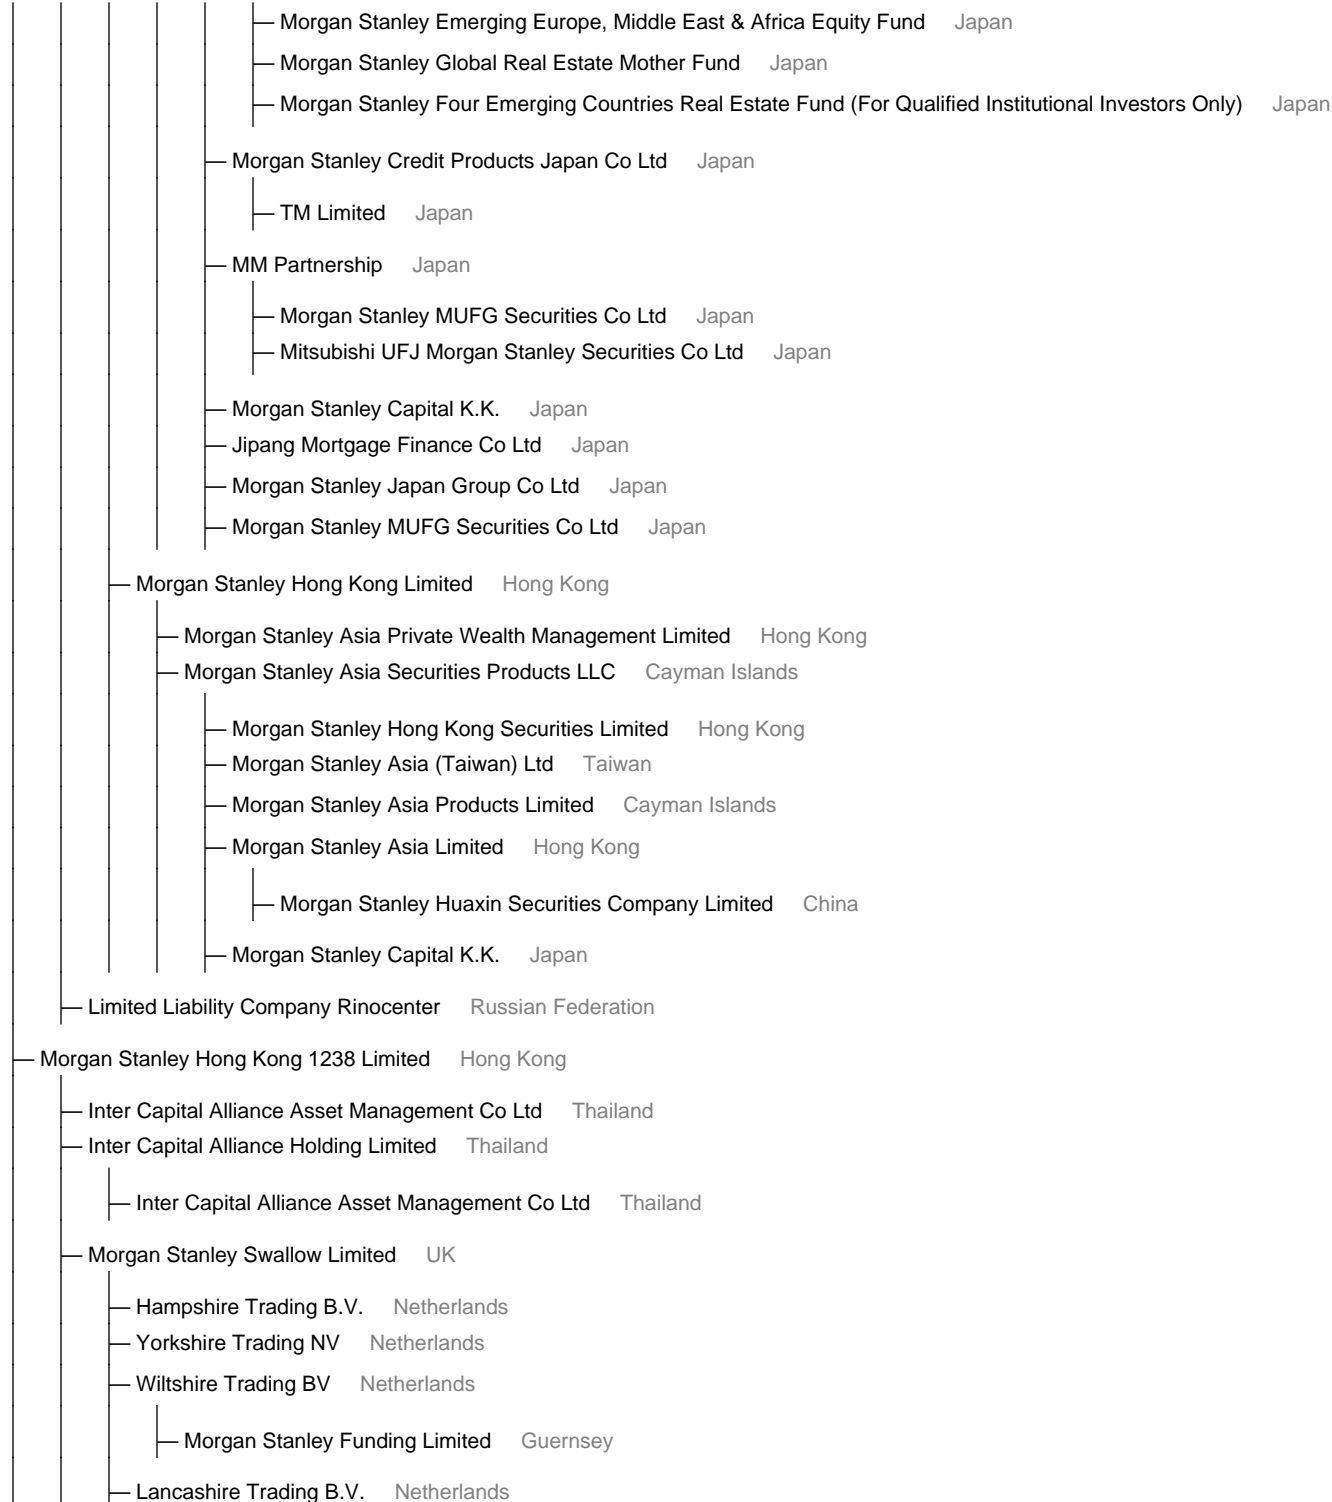 Morgan Stanley Emerging Europe, Middle East & Africa Equity Fund Japan
Morgan Stanley Global Real Estate Mother Fund Japan
Morgan Stanley Four Emerging Countries Real Estate Fund (For Qualified Institutional Investors Only) Japan
Morgan Stanley Credit Products Japan Co Ltd Japan
TM Limited Japan
MM Partnership Japan
Morgan Stanley MUFG Securities Co Ltd Japan
Mitsubishi UFJ Morgan Stanley Securities Co Ltd Japan
Morgan Stanley Capital K.K. Japan
Jipang Mortgage Finance Co Ltd Japan
Morgan Stanley Japan Group Co Ltd Japan
Morgan Stanley MUFG Securities Co Ltd Japan
Morgan Stanley Hong Kong Limited Hong Kong
Morgan Stanley Asia Private Wealth Management Limited Hong Kong
Morgan Stanley Asia Securities Products LLC Cayman Islands
Morgan Stanley Hong Kong Securities Limited Hong Kong
Morgan Stanley Asia (Taiwan) Ltd Taiwan
Morgan Stanley Asia Products Limited Cayman Islands
Morgan Stanley Asia Limited Hong Kong
Morgan Stanley Huaxin Securities Company Limited China
Morgan Stanley Capital K.K. Japan
Limited Liability Company Rinocenter Russian Federation
Morgan Stanley Hong Kong 1238 Limited Hong Kong
Inter Capital Alliance Asset Management Co Ltd Thailand
Inter Capital Alliance Holding Limited Thailand
Inter Capital Alliance Asset Management Co Ltd Thailand
Morgan Stanley Swallow Limited UK
Hampshire Trading B.V. Netherlands
Yorkshire Trading NV Netherlands
Wiltshire Trading BV Netherlands
Morgan Stanley Funding Limited Guernsey
Lancashire Trading B.V. Netherlands